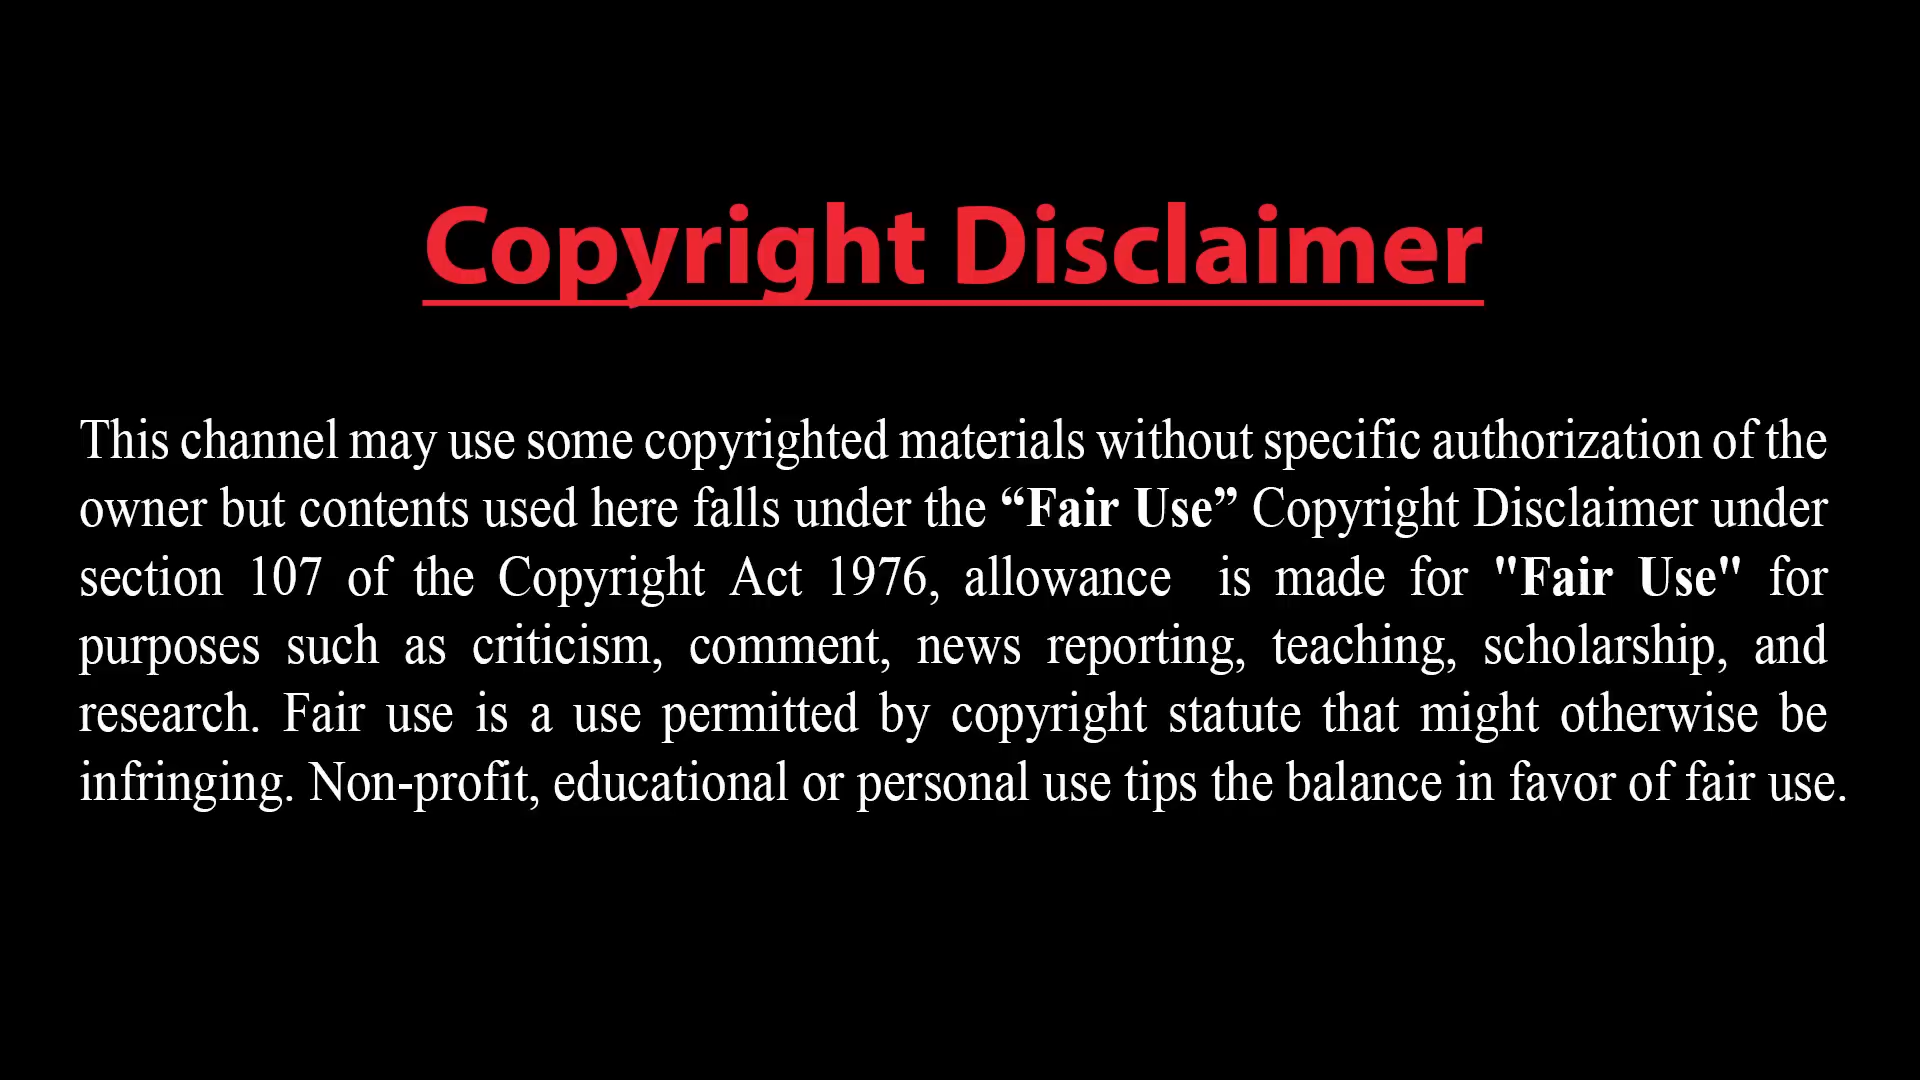 Copyright Disclaimer
This channel may use some copyrighted materials without specific authorization of the
owner but contents used here falls under the “Fair Use” Copyright Disclaimer under
section 107 of the Copyright Act 1976, allowance  is made for "Fair Use" for
purposes such as criticism, comment, news reporting, teaching, scholarship, and
research. Fair use is a use permitted by copyright statute that might otherwise be
infringing. Non-profit, educational or personal use tips the balance in favor of fair use.